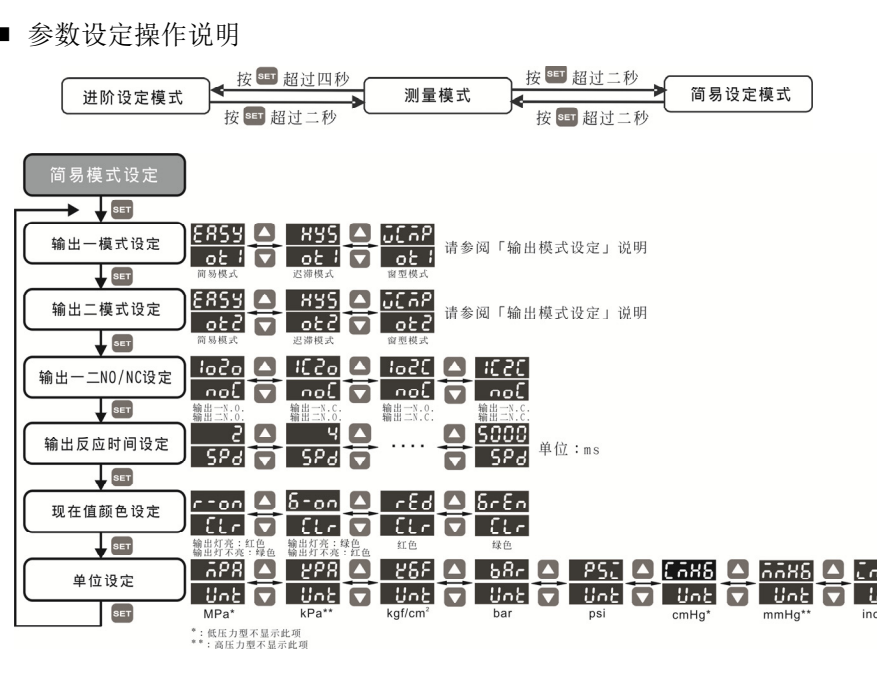 ■ 参数设定操作说明
进阶设定模式
按 SET 超过四秒
按 SET 超过二秒
测量模式
按 SET 超过二秒
按 SET 超过二秒
简易设定模式
简易模式设定
SET
输出一模式设定
EASY HYS
ot1 ot1 ot1
简易模式 迟滞模式 窗型模式
请参阅「输出模式设定」说明
SET
输出二模式设定
EASY HYS
ot2 ot2 ot2
简易模式 迟滞模式 窗型模式
请参阅「输出模式设定」说明
SET
输出一二NO/NC设定
1o2o 1C2o 1o2C 1C2C
noC noC noC noC
输出一N.O. 输出一N.C. 输出一N.O. 输出一N.C.
输出二N.O. 输出二N.O. 输出二N.C. 输出二N.C.
SET
输出反应时间设定
2 4 .... 5000
SPd SPd SPd
单位：ms
SET
现在值颜色设定
r-on G-on rEd GrEn
CLr CLr CLr CLr
输出灯亮：红色 输出灯亮：绿色 红色 绿色
输出灯不亮：绿色 输出灯不亮：红色
SET
单位设定
mPA KPA KGF bAr PSi CmHG mmHG
Unt Unt Unt Unt Unt Unt Unt
MPa* kPa** kgf/cm² bar psi cmHg* mmHg**
SET
*：低压力型不显示此项
**：高压力型不显示此项